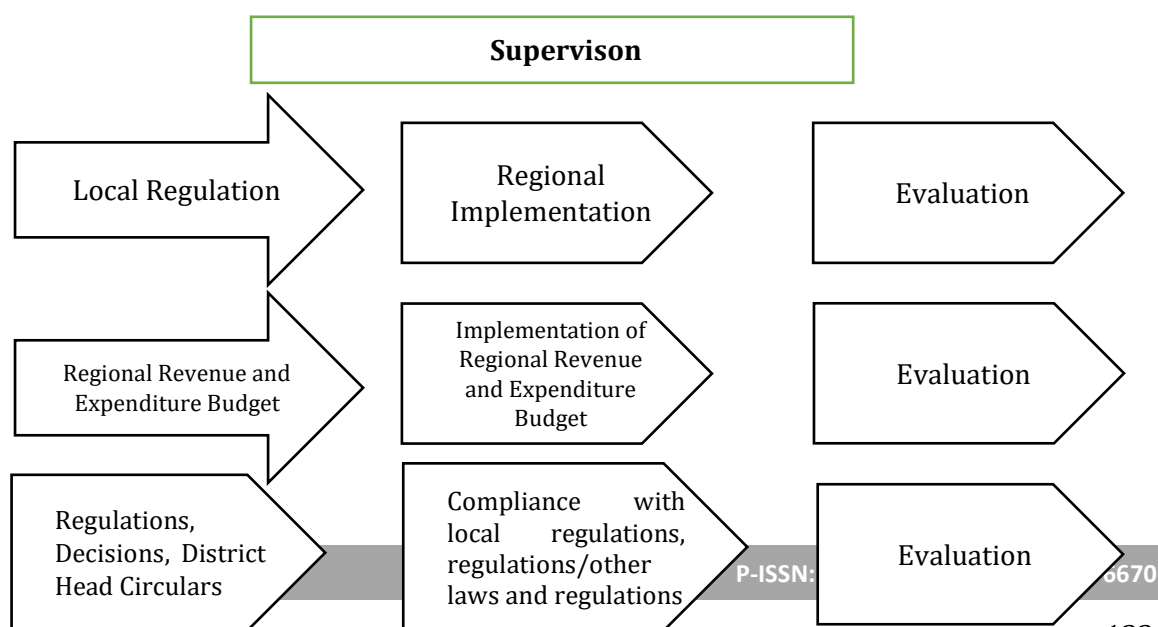 Supervison
Local Regulation
Regional
Implementation
Evaluation
Regional Revenue and
Expenditure Budget
Implementation of
Regional Revenue
and Expenditure
Budget
Evaluation
Regulations,
Decisions, District
Head Circulars
Compliance with
local regulations,
regulations/other
laws and regulations
Evaluation
P-ISSN:
6670